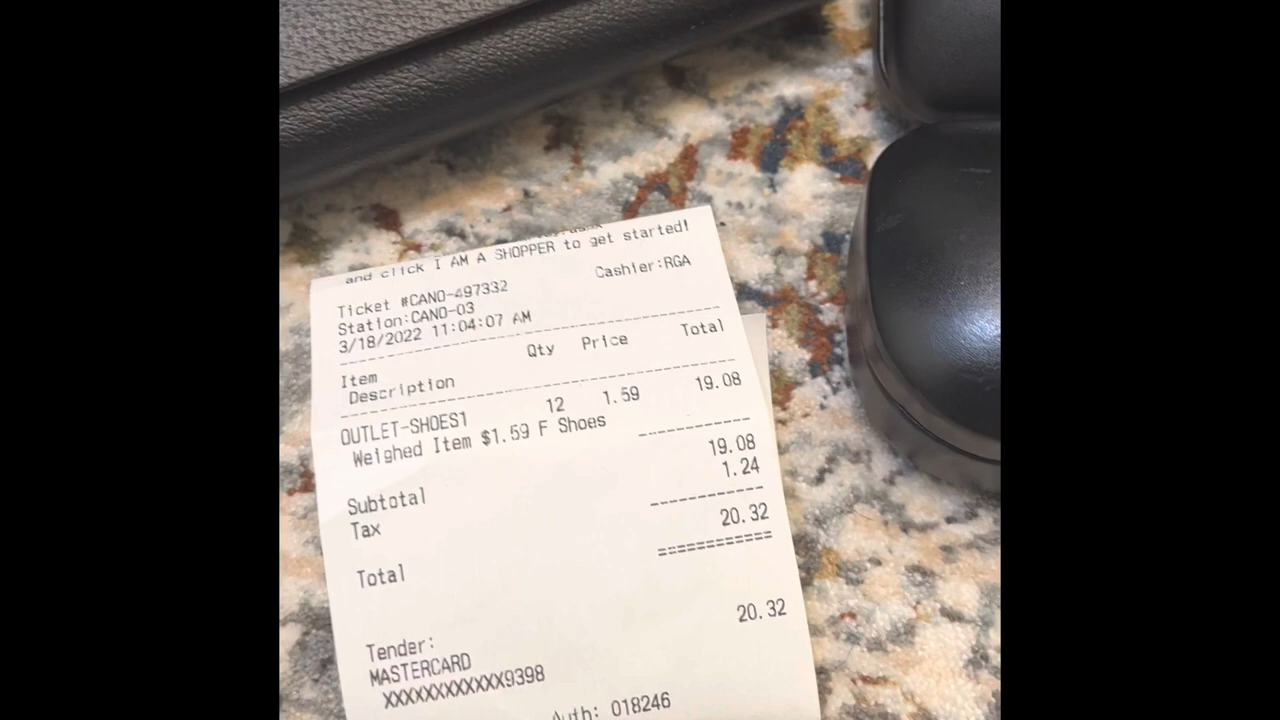 and click I AM A SHOPPER to get started!
Ticket #CANO-497332 Cashier:RGA
Station:CANO-03
3/18/2022 11:04:07 AM
Item Qty Price Total
Description
OUTLET-SHOES1 12 1.59 19.08
Weighed Item $1.59 F Shoes
Subtotal 19.08
Tax 1.24
Total 20.32
Tender: 20.32
MASTERCARD
XXXXXXXXXXXX9398
Auth: 018246